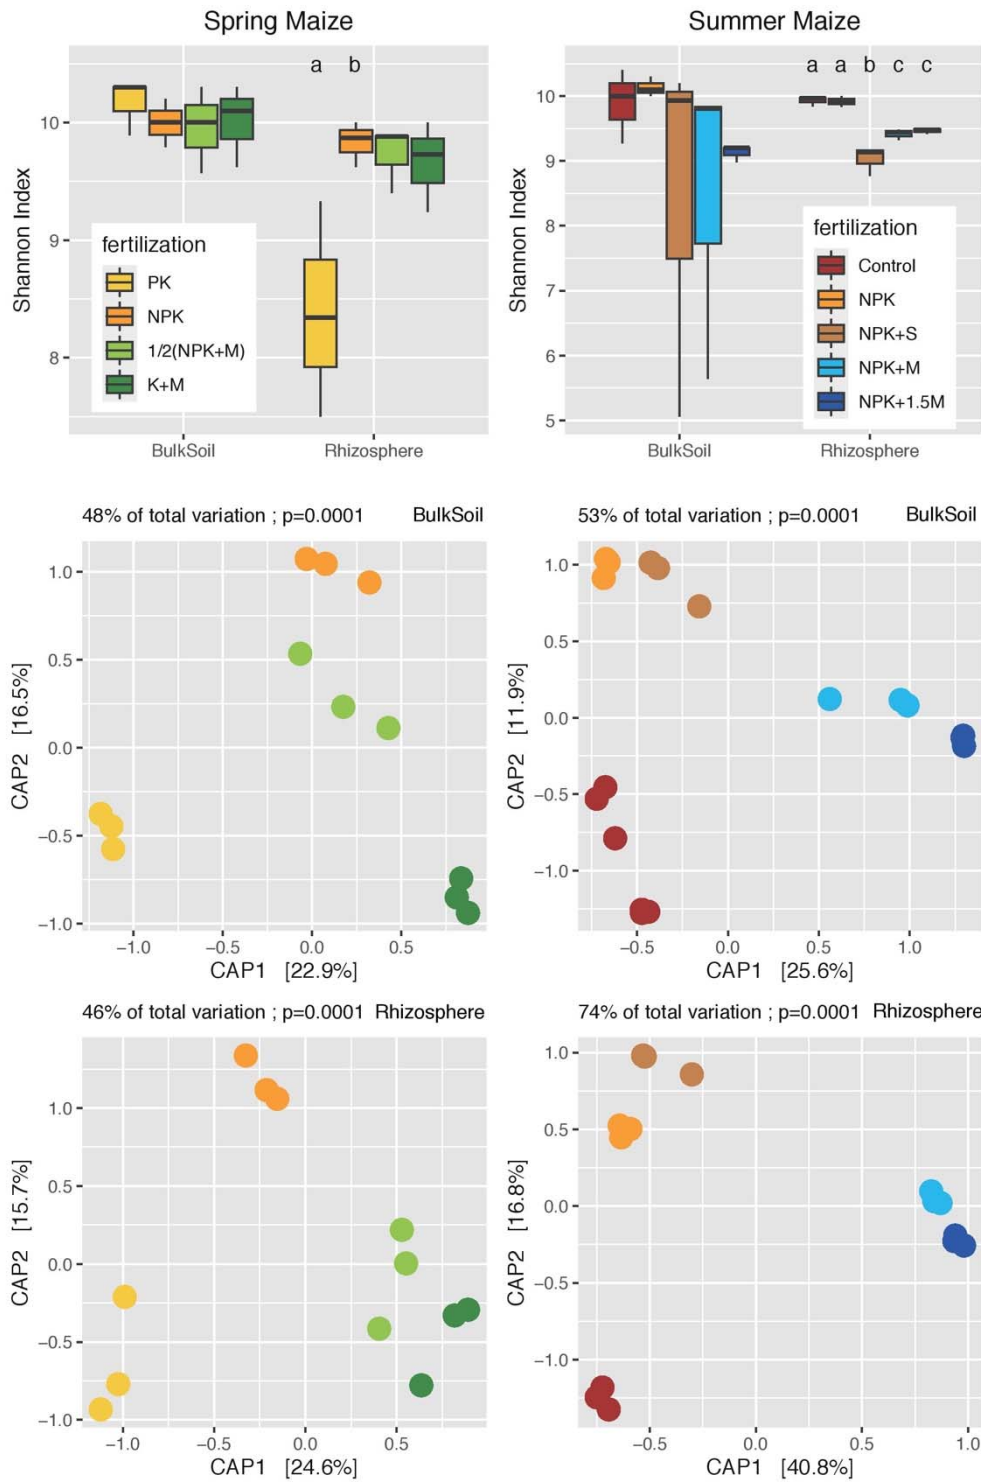 Spring Maize
Summer Maize
a b
a a b c c
10
9
8
Shannon Index
10
9
8
7
6
5
Shannon Index
fertilization
PK
NPK
1/2(NPK+M)
K+M
fertilization
Control
NPK
NPK+S
NPK+M
NPK+1.5M
BulkSoil Rhizosphere
BulkSoil Rhizosphere
48% of total variation ; p=0.0001 BulkSoil
53% of total variation ; p=0.0001 BulkSoil
1.0
0.5
0.0
−0.5
−1.0
CAP2 [16.5%]
−1.0 −0.5 0.0 0.5
CAP1 [22.9%]
1.0
0.5
0.0
−0.5
−1.0
CAP2 [11.9%]
−0.5 0.0 0.5 1.0
CAP1 [25.6%]
46% of total variation ; p=0.0001 Rhizosphere
74% of total variation ; p=0.0001 Rhizosphere
1.0
0.5
0.0
−0.5
−1.0
CAP2 [15.7%]
−1.0 −0.5 0.0 0.5
CAP1 [24.6%]
1.0
0.5
0.0
−0.5
−1.0
CAP2 [16.8%]
−0.5 0.0 0.5 1.0
CAP1 [40.8%]